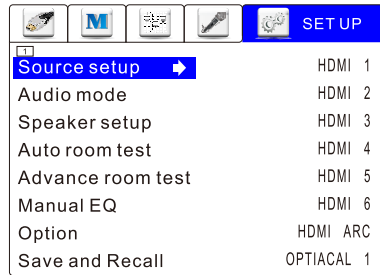 M
SET UP
1
Source setup HDMI 1
Audio mode HDMI 2
Speaker setup HDMI 3
Auto room test HDMI 4
Advance room test HDMI 5
Manual EQ HDMI 6
Option HDMI ARC
Save and Recall OPTIACAL 1